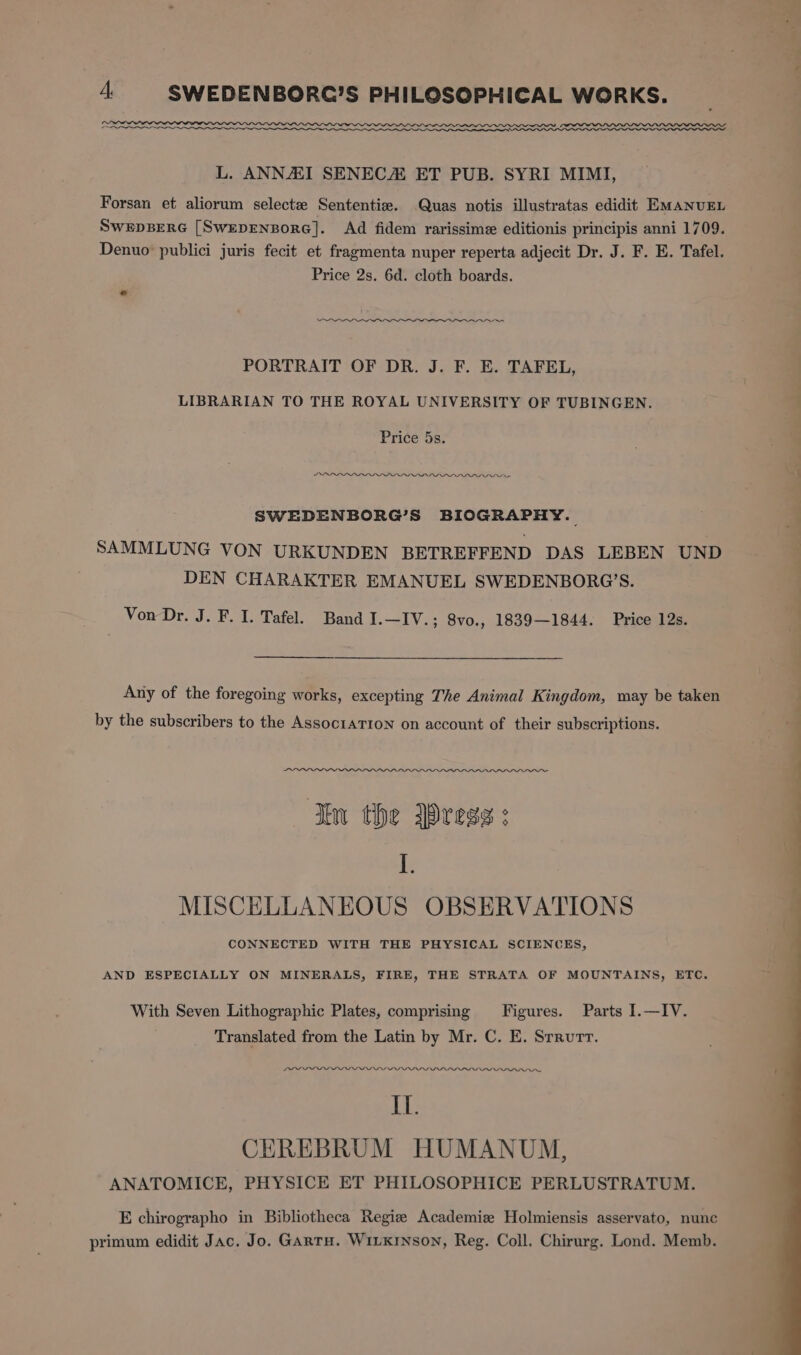 4 SWEDENBORG'S PHILOSOPHICAL WORKS.
L. ANNÆI SENECÆ ET PUB. SYRI MIMI,
Forsan et aliorum selectæ Sententiæ. Quas notis illustratas edidit EMANUEL
SWEDBERG [SWEDENBORG]. Ad fidem rarissimæ editionis principis anni 1709.
Denuo publici juris fecit et fragmenta nuper reperta adjecit Dr. J. F. E. Tafel.
Price 2s. 6d. cloth boards.
PORTRAIT OF DR. J. F. E. TAFEL,
LIBRARIAN TO THE ROYAL UNIVERSITY OF TUBINGEN.
Price 5s.
SWEDENBORG'S BIOGRAPHY.
SAMMLUNG VON URKUNDEN BETREFFEND DAS LEBEN UND
DEN CHARAKTER EMANUEL SWEDENBORG'S.
Von Dr. J. F. I. Tafel. Band I.—IV.; 8vo., 1839—1844. Price 12s.
Any of the foregoing works, excepting The Animal Kingdom, may be taken
by the subscribers to the ASSOCIATION on account of their subscriptions.
In the Press:
I.
MISCELLANEOUS OBSERVATIONS
CONNECTED WITH THE PHYSICAL SCIENCES,
AND ESPECIALLY ON MINERALS, FIRE, THE STRATA OF MOUNTAINS, ETC.
With Seven Lithographic Plates, comprising Figures. Parts I.—IV.
Translated from the Latin by Mr. C. E. STRUTT.
II.
CEREBRUM HUMANUM,
ANATOMICE, PHYSICE ET PHILOSOPHICE PERLUSTRATUM.
E chirographo in Bibliotheca Regiæ Academiæ Holmiensis asservato, nunc
primum edidit JAC. JO. GARTH. WILKINSON, Reg. Coll. Chirurg. Lond. Memb.